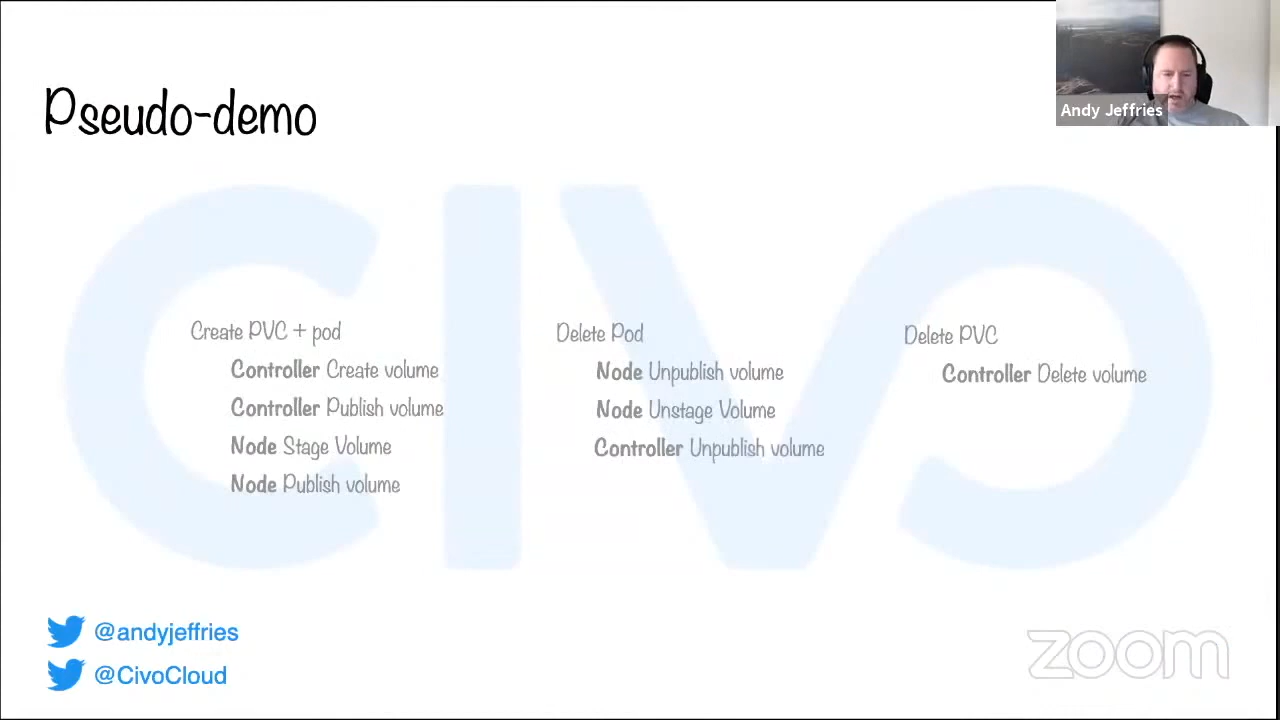 Pseudo-demo
Andy Jeffries
CIVO
Create PVC + pod
Controller Create volume
Controller Publish volume
Node Stage Volume
Node Publish volume
Delete Pod
Node Unpublish volume
Node Unstage Volume
Controller Unpublish volume
Delete PVC
Controller Delete volume
@andyjeffries
@CivoCloud
zoom